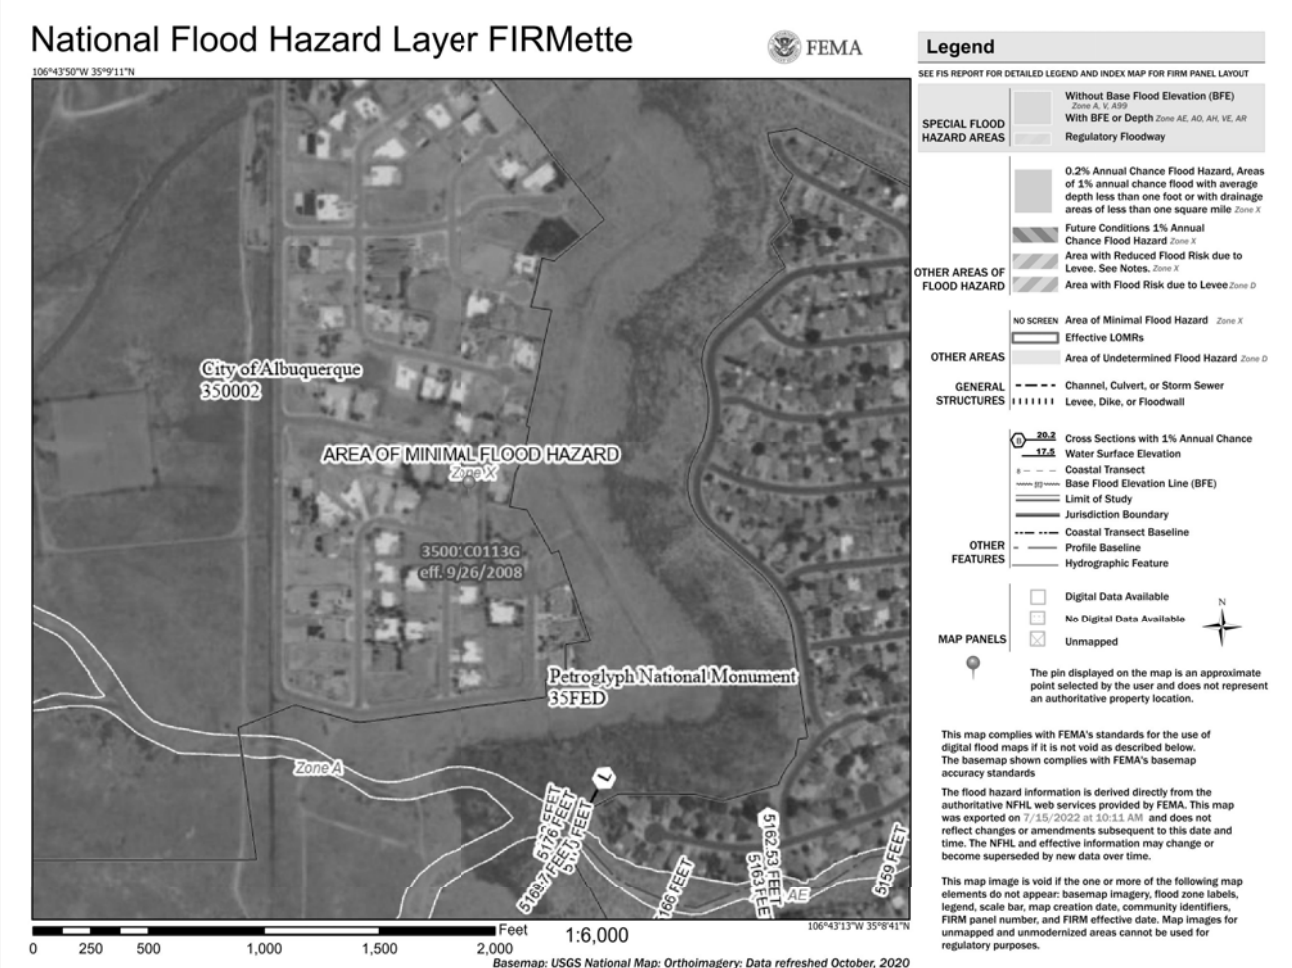 National Flood Hazard Layer FIRMette
FEMA
Legend
106°43'50"W 35°9'11"N
SEE FIS REPORT FOR DETAILED LEGEND AND INDEX MAP FOR FIRM PANEL LAYOUT
SPECIAL FLOOD
HAZARD AREAS
Without Base Flood Elevation (BFE)
Zone A, V, A99
With BFE or Depth Zone AE, AO, AH, VE, AR
Regulatory Floodway
0.2% Annual Chance Flood Hazard, Areas
of 1% annual chance flood with average
depth less than one foot or with drainage
areas of less than one square mile Zone X
Future Conditions 1% Annual
Chance Flood Hazard Zone X
Area with Reduced Flood Risk due to
Levee. See Notes. Zone X
Area with Flood Risk due to Levee Zone D
OTHER AREAS OF
FLOOD HAZARD
NO SCREEN Area of Minimal Flood Hazard Zone X
Effective LOMRs
OTHER AREAS
Area of Undetermined Flood Hazard Zone D
GENERAL
STRUCTURES
Channel, Culvert, or Storm Sewer
Levee, Dike, or Floodwall
B 20.2 Cross Sections with 1% Annual Chance
17.5 Water Surface Elevation
8 Coastal Transect
513 Base Flood Elevation Line (BFE)
Limit of Study
Jurisdiction Boundary
Coastal Transect Baseline
OTHER
FEATURES
Profile Baseline
Hydrographic Feature
Digital Data Available
No Digital Data Available
Unmapped
MAP PANELS
N
The pin displayed on the map is an approximate
point selected by the user and does not represent
an authoritative property location.
This map complies with FEMA's standards for the use of
digital flood maps if it is not void as described below.
The basemap shown complies with FEMA's basemap
accuracy standards
The flood hazard information is derived directly from the
authoritative NFHL web services provided by FEMA. This map
was exported on 7/15/2022 at 10:11 AM and does not
reflect changes or amendments subsequent to this date and
time. The NFHL and effective information may change or
become superseded by new data over time.
This map image is void if the one or more of the following map
elements do not appear: basemap imagery, flood zone labels,
legend, scale bar, map creation date, community identifiers,
FIRM panel number, and FIRM effective date. Map images for
unmapped and unmodernized areas cannot be used for
regulatory purposes.
City of Albuquerque
350002
AREA OF MINIMAL FLOOD HAZARD
Zone X
35001C0113G
eff. 9/26/2008
Petroglyph National Monument
35FED
Zone A
L
5176 FEET
FEET
166 FEET
5162.53 FEET
5163 FEE
AE
5159 FEET
106°43'13"W 35°8'41"N
0 250 500 1,000 1,500 2,000 Feet
1:6,000
Basemap: USGS National Map: Orthoimagery: Data refreshed October, 2020